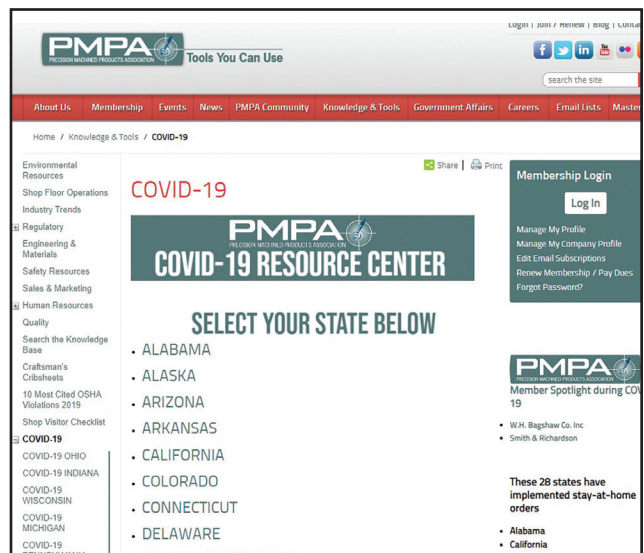 Login | Join / Renew | Blog |
PMPA
PRECISION MACHINED PRODUCTS ASSOCIATION
Tools You Can Use
f in You Tube
search the site
About Us Membership Events News PMPA Community Knowledge & Tools Government Affairs Careers Email Lists Master
Home / Knowledge & Tools / COVID-19
Share | Print
Environmental
Resources
Shop Floor Operations
Industry Trends
Regulatory
Engineering &
Materials
Safety Resources
Sales & Marketing
Human Resources
Quality
Search the Knowledge
Base
Craftsman's
Cribsheets
10 Most Cited OSHA
Violations 2019
Shop Visitor Checklist
COVID-19
COVID-19 OHIO
COVID-19 INDIANA
COVID-19
WISCONSIN
COVID-19
MICHIGAN
COVID-19
COVID-19
PMPA
PRECISION MACHINED PRODUCTS ASSOCIATION
COVID-19 RESOURCE CENTER
SELECT YOUR STATE BELOW
• ALABAMA
• ALASKA
• ARIZONA
• ARKANSAS
• CALIFORNIA
• COLORADO
• CONNECTICUT
• DELAWARE
Membership Login
Log In
Manage My Profile
Manage My Company Profile
Edit Email Subscriptions
Renew Membership / Pay Dues
Forgot Password?
PMPA
PRECISION MACHINED PRODUCTS ASSOCIATION
Member Spotlight during
19
• W.H. Bagshaw Co. Inc
• Smith & Richardson
These 28 states have
implemented stay-at-home
orders
• Alabama
• California